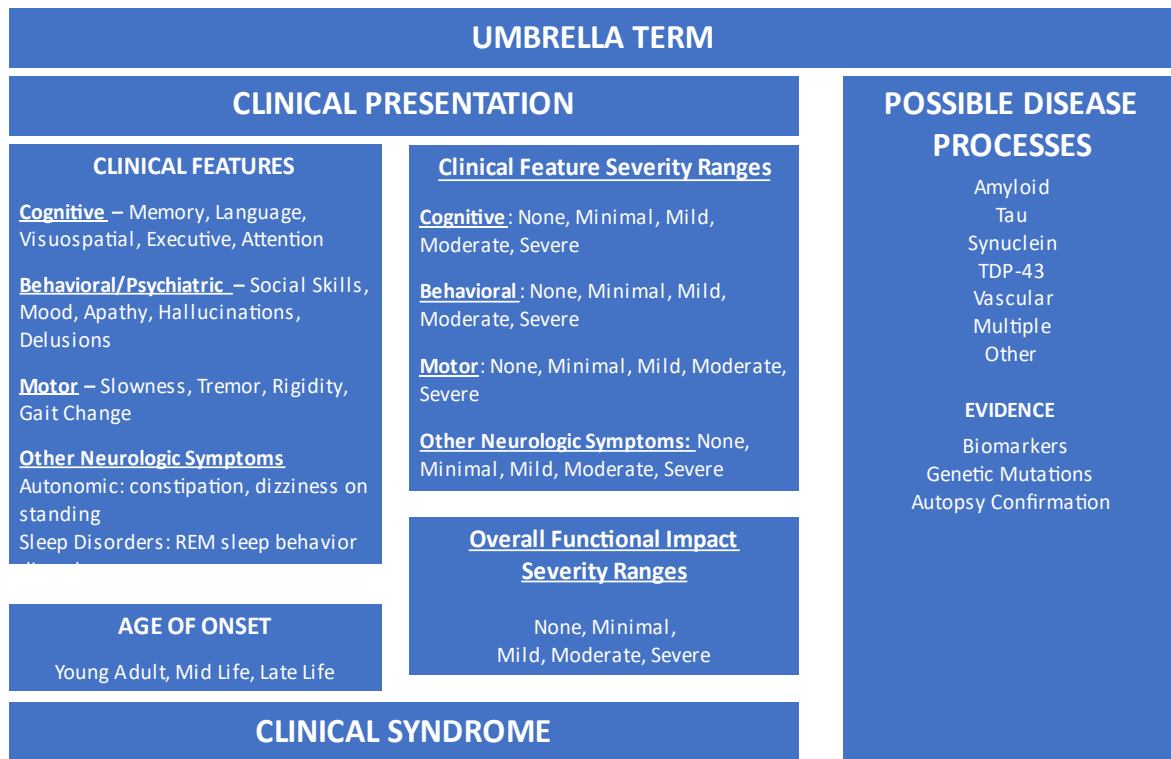 UMBRELLA TERM
CLINICAL PRESENTATION
CLINICAL FEATURES
Cognitive – Memory, Language,
Visuospatial, Executive, Attention
Behavioral/Psychiatric – Social Skills,
Mood, Apathy, Hallucinations,
Delusions
Motor – Slowness, Tremor, Rigidity,
Gait Change
Other Neurologic Symptoms
Autonomic: constipation, dizziness on
standing
Sleep Disorders: REM sleep behavior
AGE OF ONSET
Young Adult, Mid Life, Late Life
Clinical Feature Severity Ranges
Cognitive: None, Minimal, Mild,
Moderate, Severe
Behavioral: None, Minimal, Mild,
Moderate, Severe
Motor: None, Minimal, Mild, Moderate,
Severe
Other Neurologic Symptoms: None,
Minimal, Mild, Moderate, Severe
Overall Functional Impact
Severity Ranges
None, Minimal,
Mild, Moderate, Severe
CLINICAL SYNDROME
POSSIBLE DISEASE
PROCESSES
Amyloid
Tau
Synuclein
TDP-43
Vascular
Multiple
Other
EVIDENCE
Biomarkers
Genetic Mutations
Autopsy Confirmation